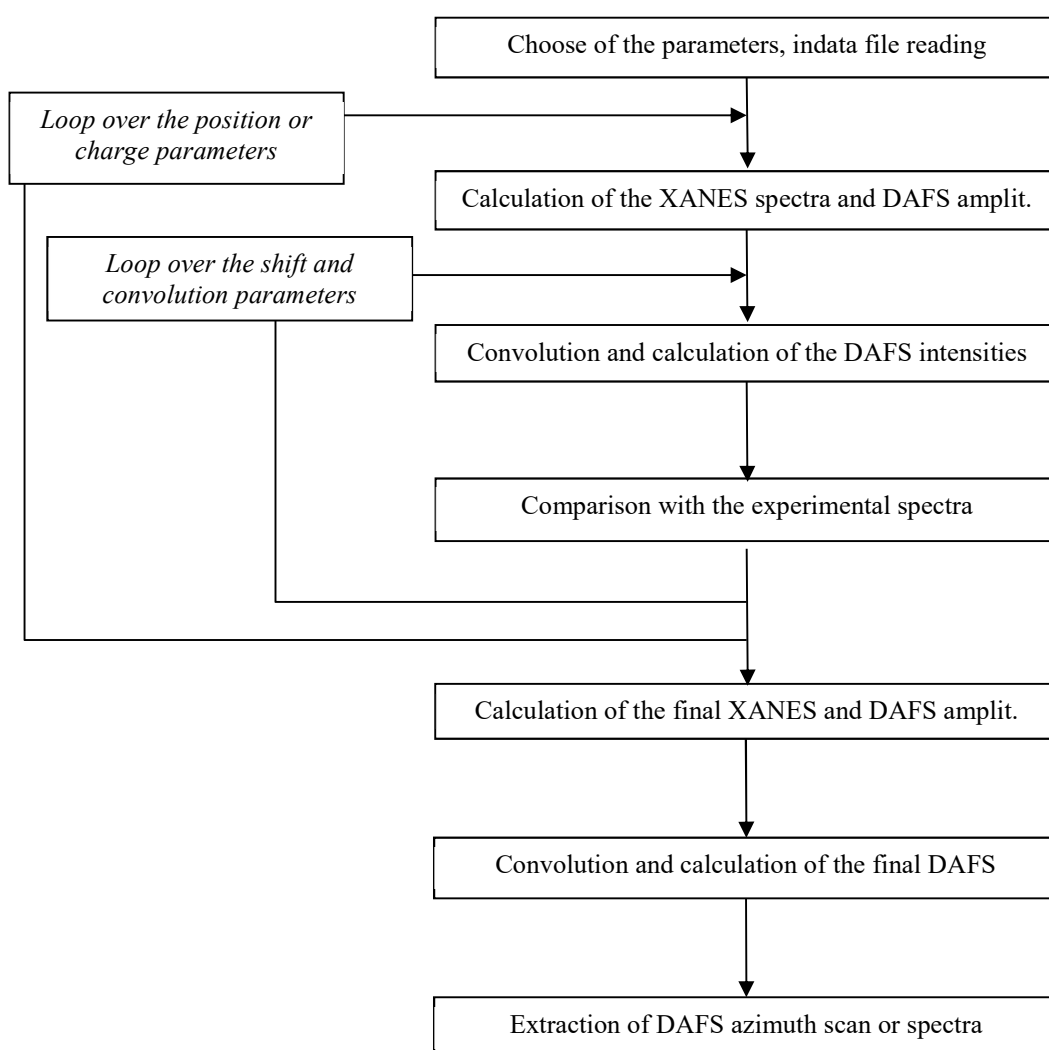 Choose of the parameters, indata file reading
Loop over the position or
charge parameters
Calculation of the XANES spectra and DAFS amplit.
Loop over the shift and
convolution parameters
Convolution and calculation of the DAFS intensities
Comparison with the experimental spectra
Calculation of the final XANES and DAFS amplit.
Convolution and calculation of the final DAFS
Extraction of DAFS azimuth scan or spectra